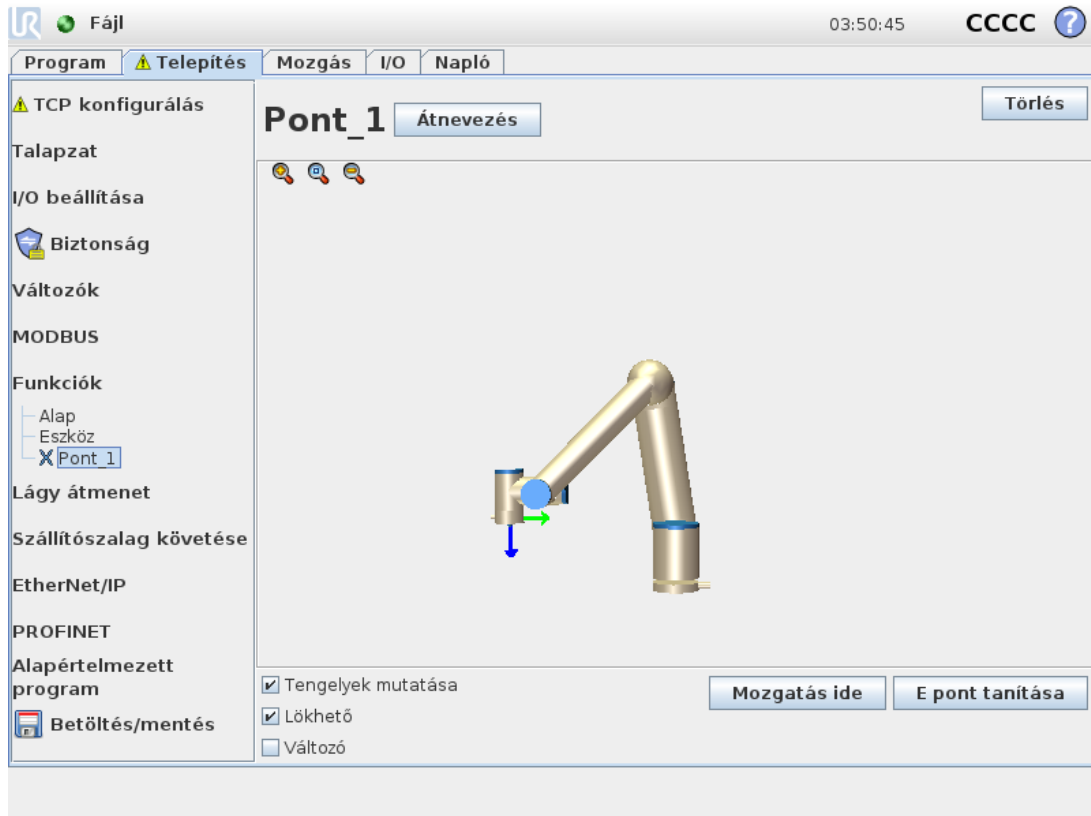 UR Fájl 03:50:45 CCCC ?
Program Telepítés Mozgás I/O Napló
TCP konfigurálás
Talapzat
I/O beállítása
Biztonság
Változók
MODBUS
Funkciók
Alap
Eszköz
Pont_1
Lágy átmenet
Szállítószalag követése
EtherNet/IP
PROFINET
Alapértelmezett
program
Betöltés/mentés
Pont_1 Átnevezés Törlés
Tengelyek mutatása
Lökhető
Változó
Mozgatás ide E pont tanítása